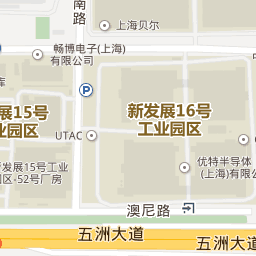 南路
上海贝尔
畅博电子(上海)
有限公司
库
P
展15号
业园区
新发展16号
工业园区
UTAC
发展15号工业
区-52号厂房
优特半导体
(上海)有限
澳尼路
五洲大道
五洲大道